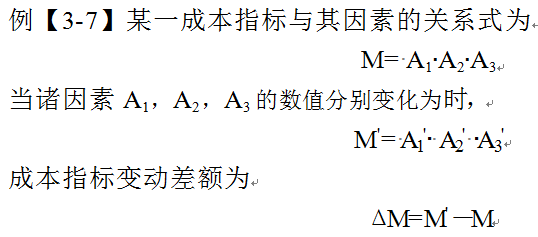 例【3-7】某一成本指标与其因素的关系式为
M= A₁·A₂·A₃
当诸因素 A₁，A₂，A₃ 的数值分别变化为时，
M'= A₁'· A₂' ·A₃'
成本指标变动差额为
ΔM=M' —M